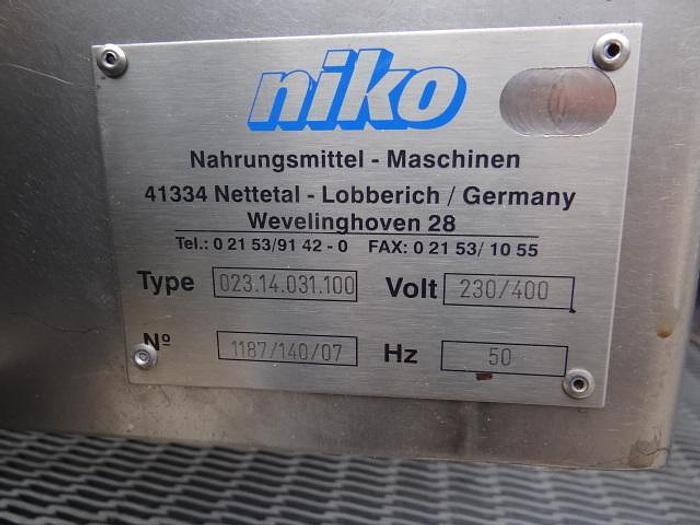 niko
Nahrungsmittel - Maschinen
41334 Nettetal - Lobberich / Germany
Wevelinghoven 28
Tel.: 0 21 53/91 42 - 0 FAX: 0 21 53/ 10 55
Type 023.14.031.100 Volt 230/400
Nº 1187/140/07 Hz 50